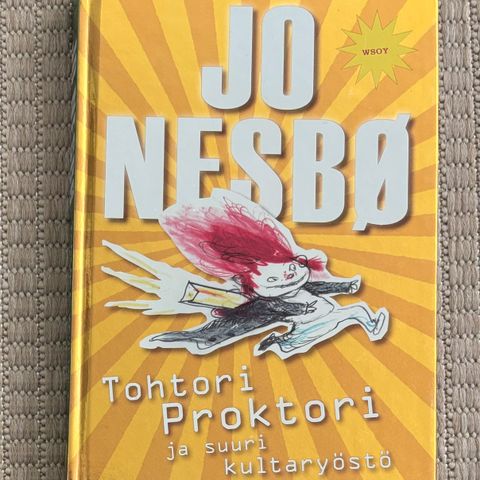 JO
WSOY
NESBØ
Tohtori
Proktori
ja suuri
kultaryöstö